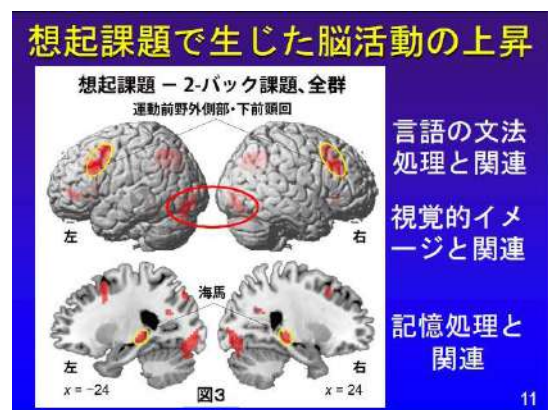 想起課題で生じた脳活動の上昇
想起課題 － 2-バック課題、全群
運動前野外側部・下前頭回
左
右
言語の文法
処理と関連
視覚的イメ
ージと関連
海馬
左
右
x = −24
図3
x = 24
記憶処理と
関連
11